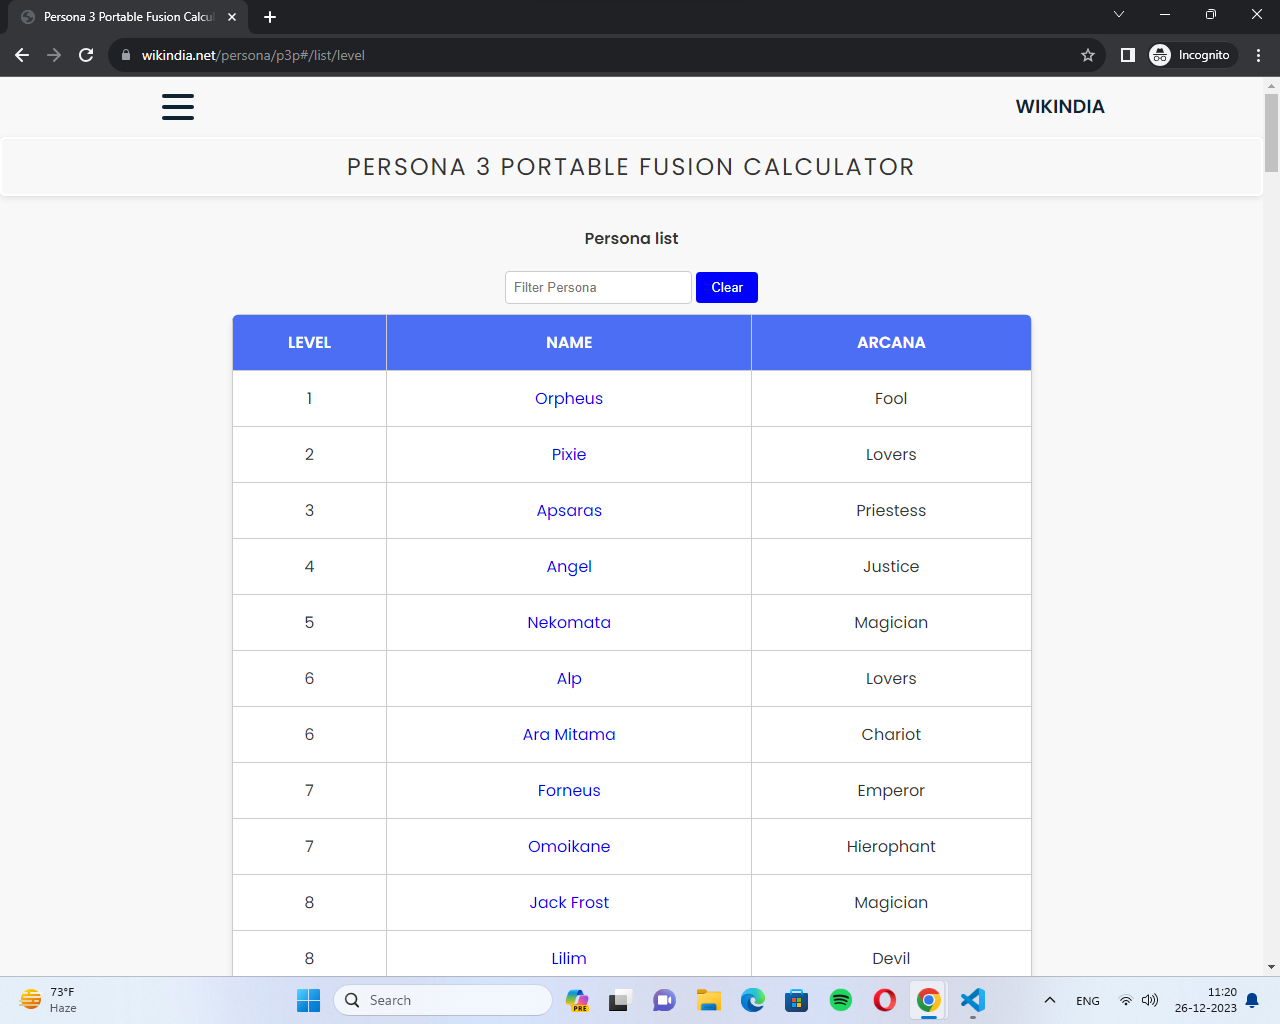 Persona 3 Portable Fusion Calcu
wikindia.net/persona/p3p#/list/level
Incognito
WIKINDIA
PERSONA 3 PORTABLE FUSION CALCULATOR
Persona list
Filter Persona Clear
LEVEL NAME ARCANA
1 Orpheus Fool
2 Pixie Lovers
3 Apsaras Priestess
4 Angel Justice
5 Nekomata Magician
6 Alp Lovers
6 Ara Mitama Chariot
7 Forneus Emperor
7 Omoikane Hierophant
8 Jack Frost Magician
8 Lilim Devil
73°F
Haze
Search
PRE
ENG
11:20
26-12-2023